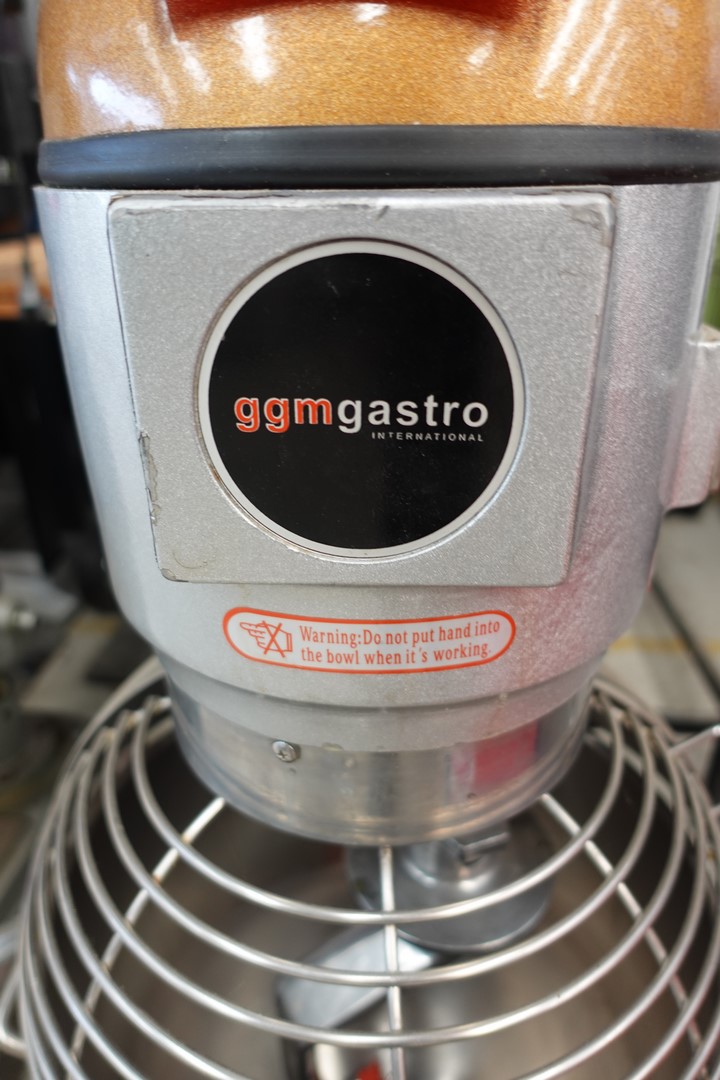 ggmgastro
INTERNATIONAL
Warning:Do not put hand into
the bowl when it's working.